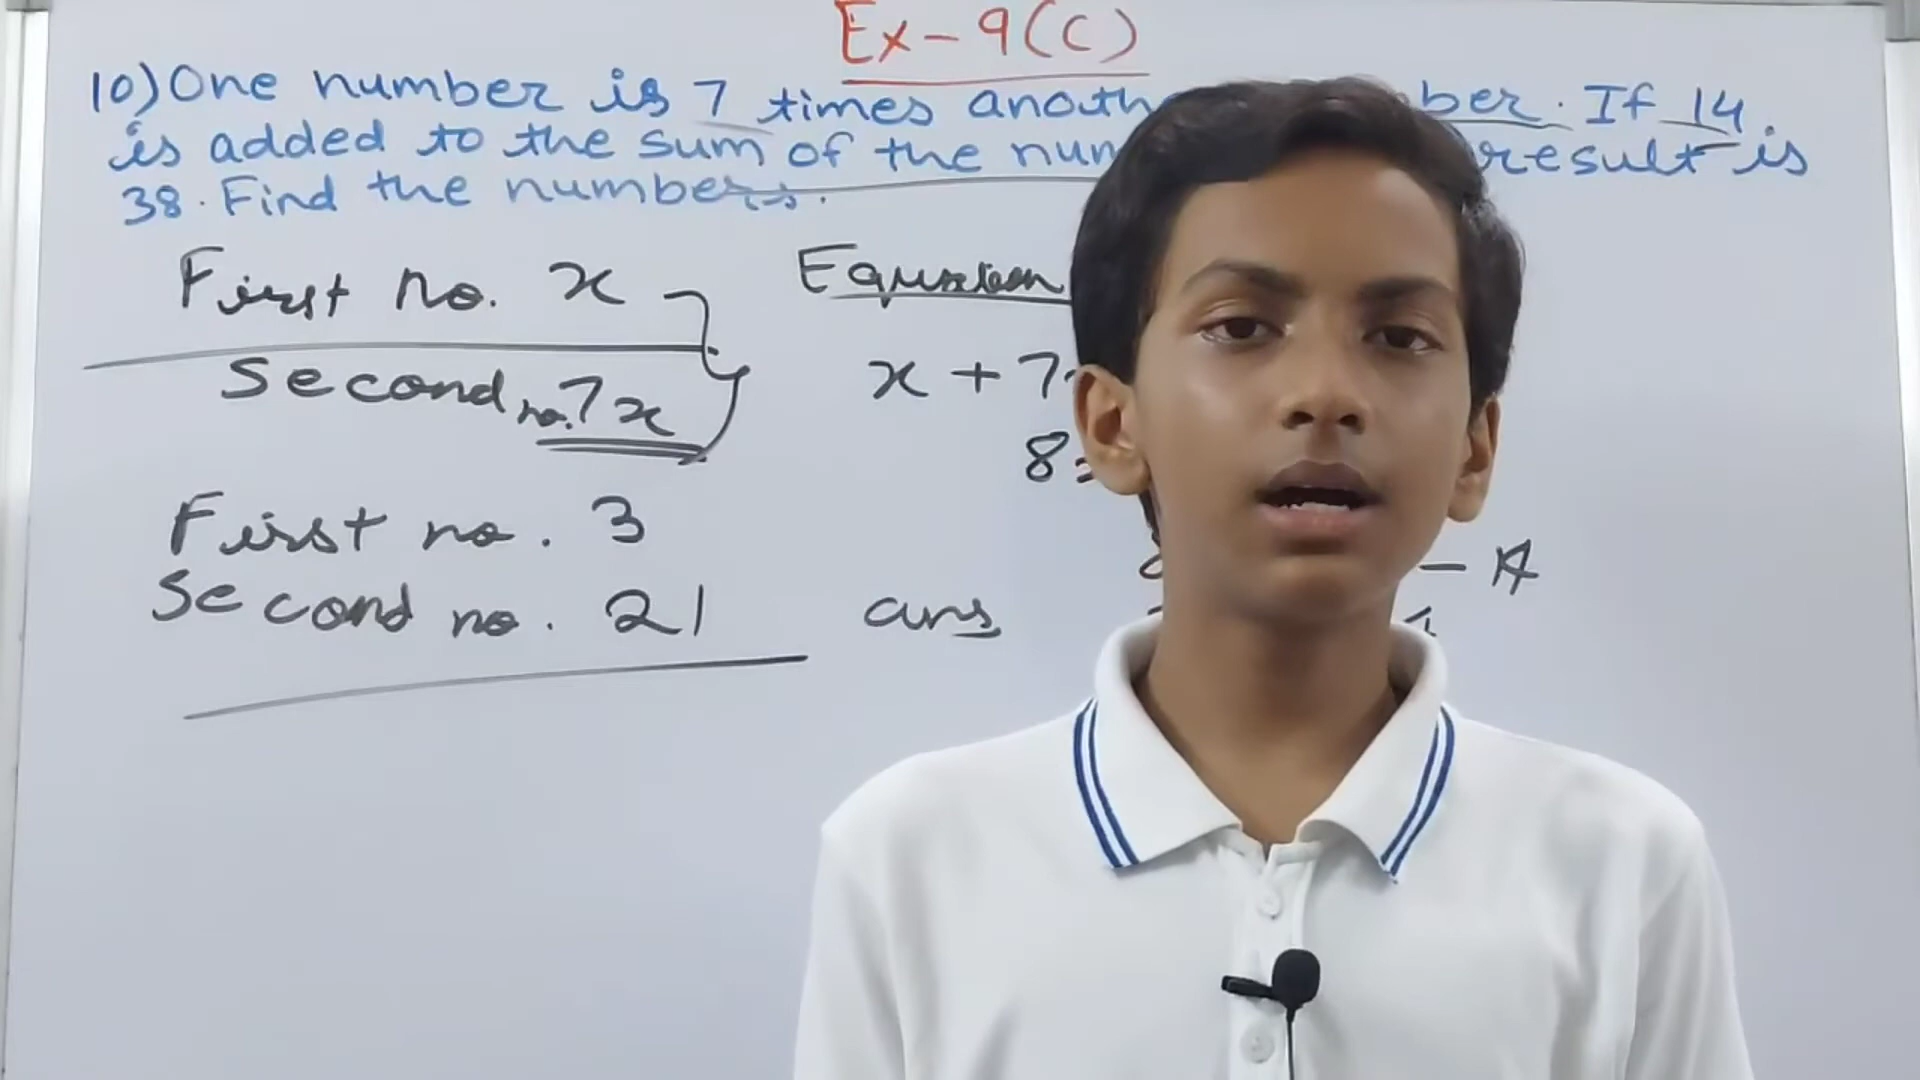 Ex-9(C)
10) One number is 7 times anoth ber. If 14
is added to the sum of the num result is
38. Find the numbers.
First no. x
Second no. 7x
Equation
x + 7
8
First no. 3
Second no. 21 ans
- 14